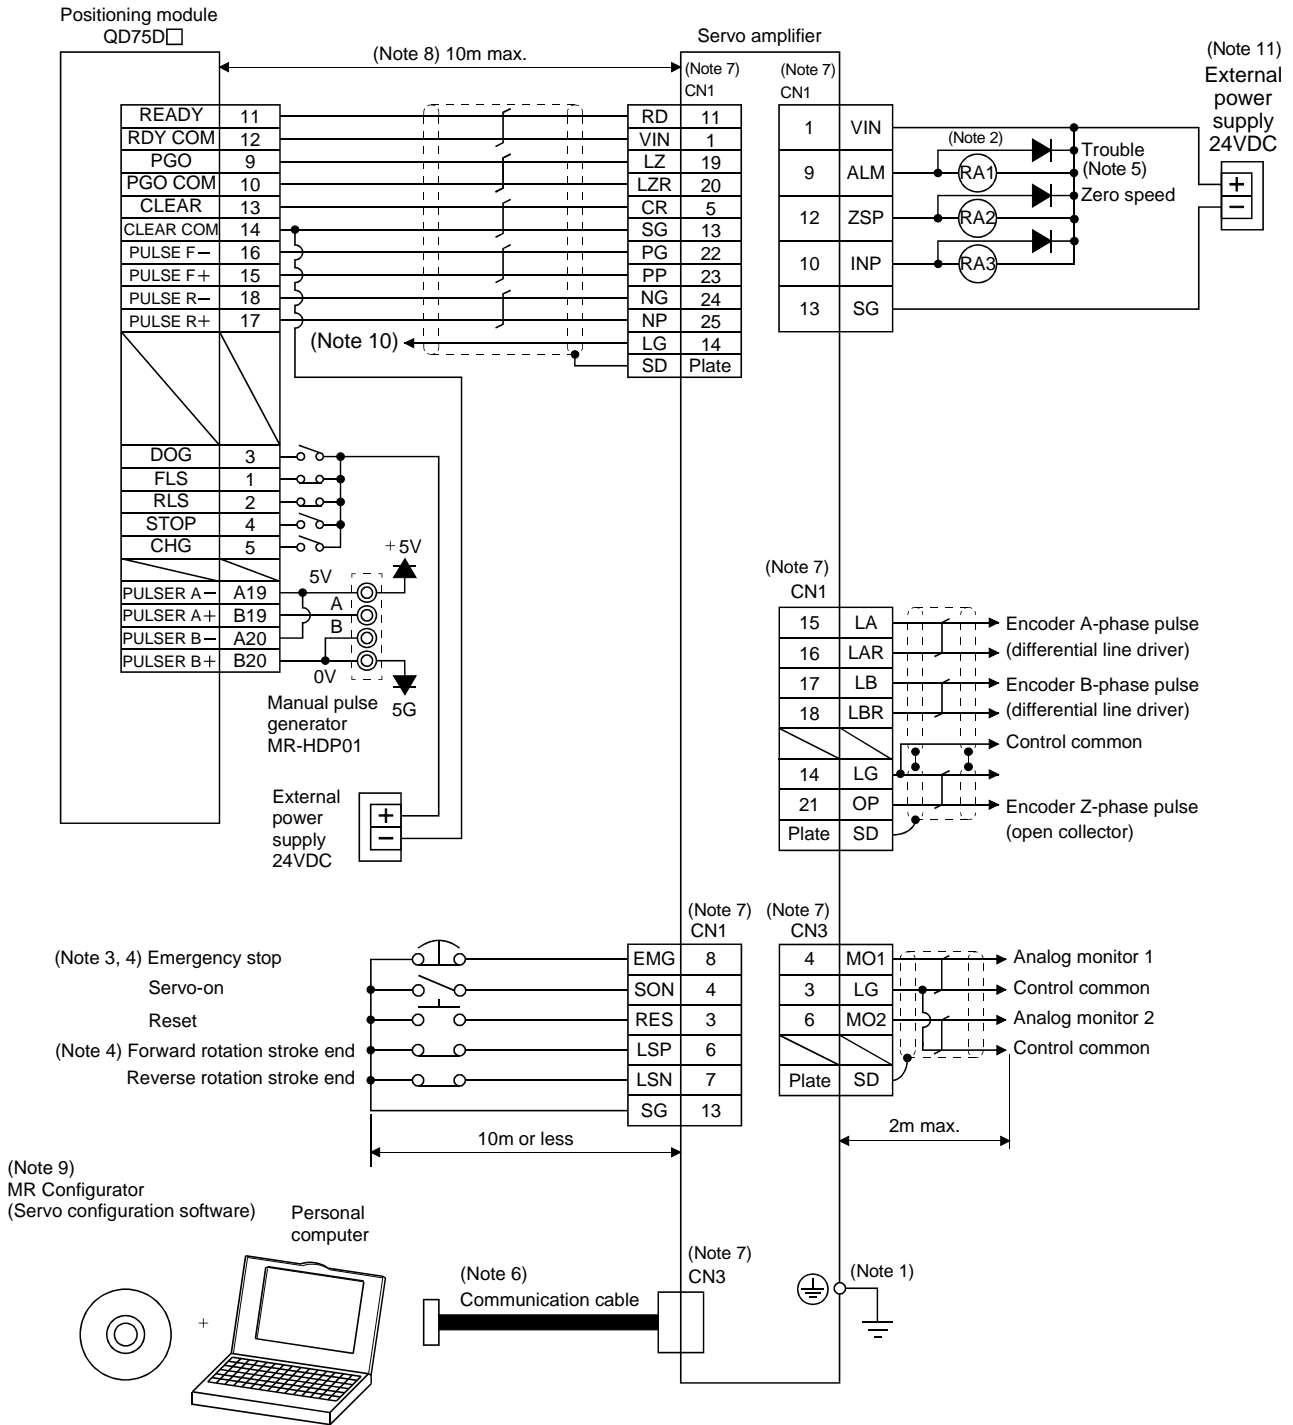 Positioning module
QD75D□
(Note 8) 10m max.
Servo amplifier
(Note 7)
CN1
(Note 7)
CN1
(Note 11)
External
power
supply
24VDC
+
−
READY 11
RDY COM 12
PGO 9
PGO COM 10
CLEAR 13
CLEAR COM 14
PULSE F− 16
PULSE F+ 15
PULSE R− 18
PULSE R+ 17
RD 11
VIN 1
LZ 19
LZR 20
CR 5
SG 13
PG 22
PP 23
NG 24
NP 25
LG 14
SD Plate
(Note 10)
1 VIN
9 ALM
12 ZSP
10 INP
13 SG
(Note 2)
RA1
RA2
RA3
Trouble
(Note 5)
Zero speed
DOG 3
FLS 1
RLS 2
STOP 4
CHG 5
PULSER A− A19
PULSER A+ B19
PULSER B− A20
PULSER B+ B20
+5V
5V
A
B
0V
5G
Manual pulse
generator
MR-HDP01
External
power
supply
24VDC
+
−
(Note 7)
CN1
15 LA
16 LAR
17 LB
18 LBR
14 LG
21 OP
Plate SD
Encoder A-phase pulse
(differential line driver)
Encoder B-phase pulse
(differential line driver)
Control common
Encoder Z-phase pulse
(open collector)
(Note 7)
CN1
(Note 3, 4) Emergency stop
Servo-on
Reset
(Note 4) Forward rotation stroke end
Reverse rotation stroke end
EMG 8
SON 4
RES 3
LSP 6
LSN 7
SG 13
10m or less
(Note 7)
CN3
4 MO1
3 LG
6 MO2
Plate SD
Analog monitor 1
Control common
Analog monitor 2
Control common
2m max.
(Note 9)
MR Configurator
(Servo configuration software)
Personal
computer
+
(Note 6)
Communication cable
(Note 7)
CN3
(Note 1)